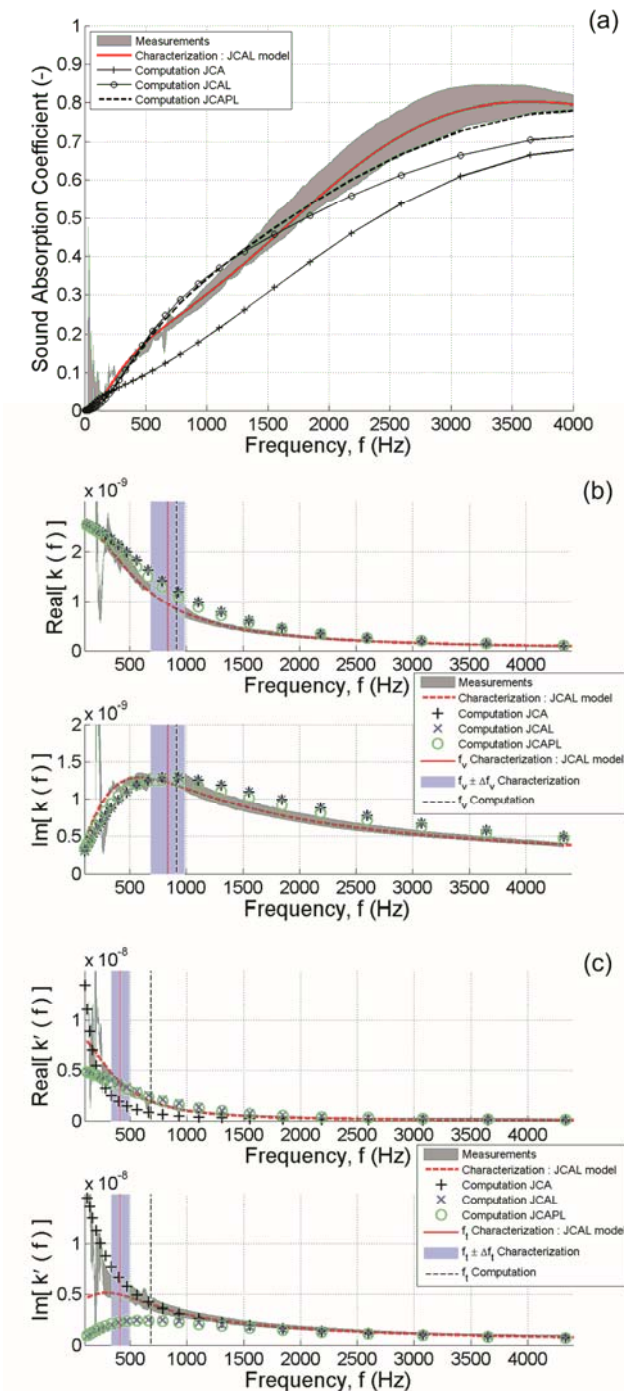 (a)
1
0.9
0.8
0.7
0.6
0.5
0.4
0.3
0.2
0.1
0
Sound Absorption Coefficient (-)
Measurements
Characterization : JCAL model
Computation JCA
Computation JCAL
Computation JCAPL
0 500 1000 1500 2000 2500 3000 3500 4000
Frequency, f (Hz)
(b)
x 10⁻⁹
2
1
0
Real[ k ( f ) ]
500 1000 1500 2000 2500 3000 3500 4000
Frequency, f (Hz)
Measurements
Characterization : JCAL model
Computation JCA
Computation JCAL
Computation JCAPL
fᵥ Characterization : JCAL model
fᵥ ± Δfᵥ Characterization
fᵥ Computation
x 10⁻⁹
2
1.5
1
0.5
0
Im[ k ( f ) ]
500 1000 1500 2000 2500 3000 3500 4000
Frequency, f (Hz)
(c)
x 10⁻⁸
1
0.5
0
Real[ k' ( f ) ]
500 1000 1500 2000 2500 3000 3500 4000
Frequency, f (Hz)
Measurements
Characterization : JCAL model
Computation JCA
Computation JCAL
Computation JCAPL
fₜ Characterization : JCAL model
fₜ ± Δfₜ Characterization
fₜ Computation
x 10⁻⁸
1
0.5
0
Im[ k' ( f ) ]
500 1000 1500 2000 2500 3000 3500 4000
Frequency, f (Hz)